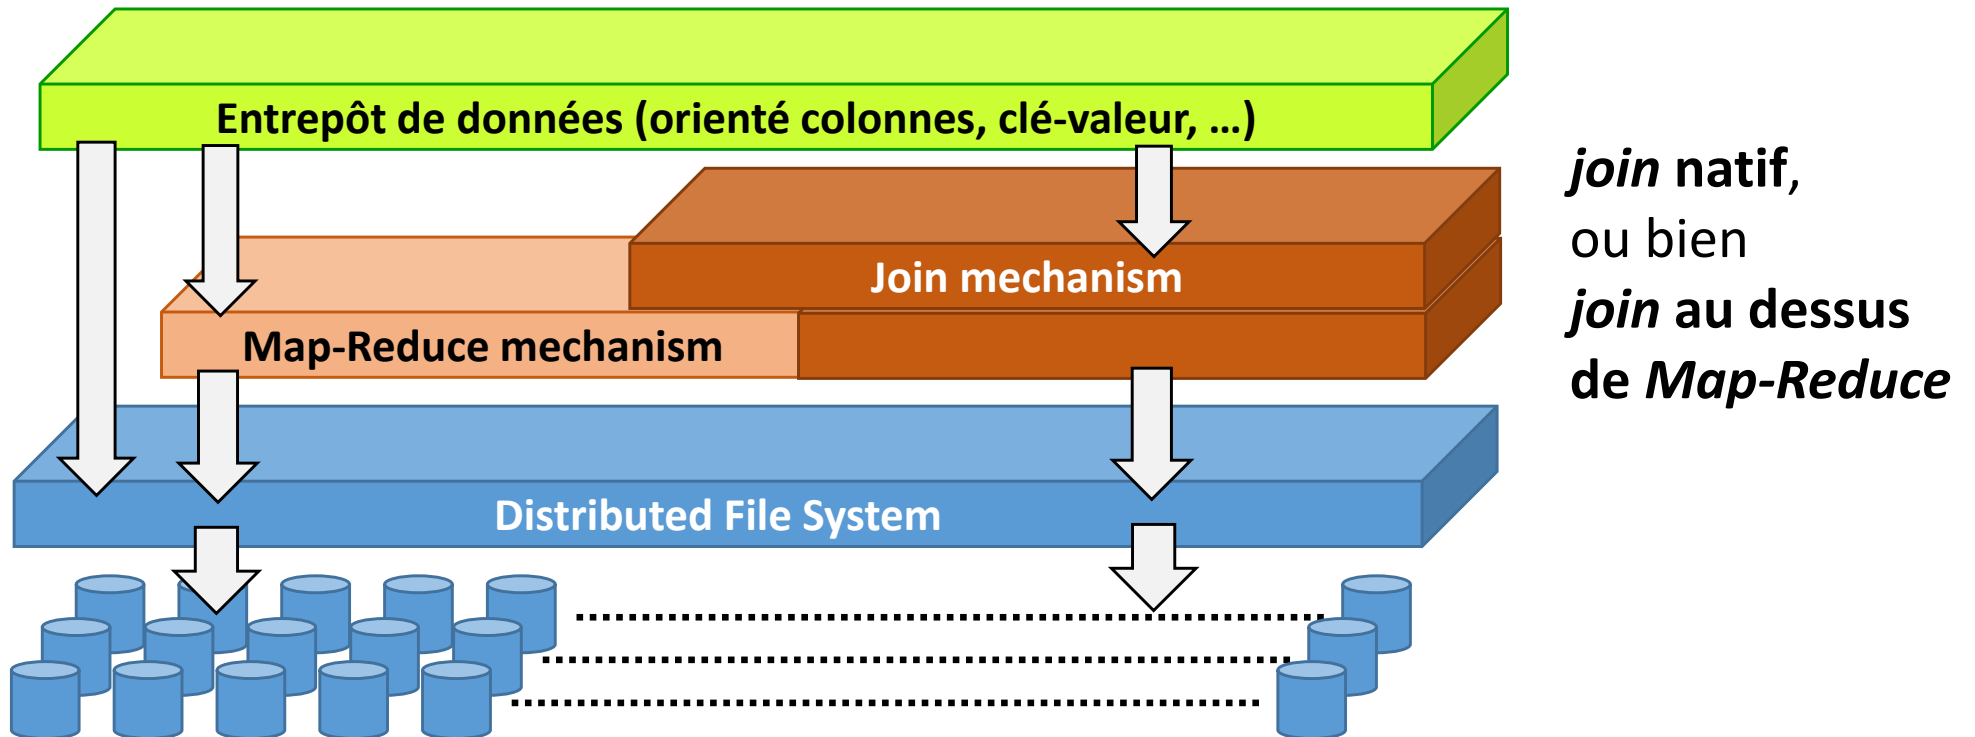 Entrepôt de données (orienté colonnes, clé-valeur, …)
Join mechanism
Map-Reduce mechanism
Distributed File System
join natif,
ou bien
join au dessus
de Map-Reduce